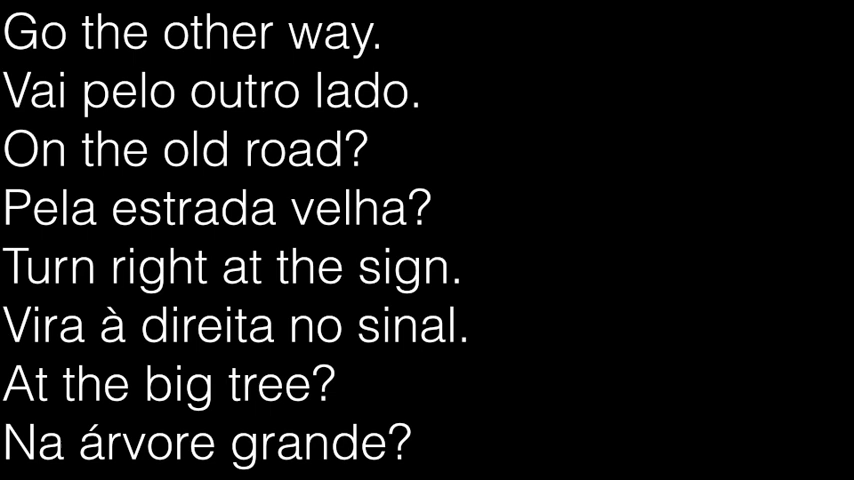 Go the other way.
Vai pelo outro lado.
On the old road?
Pela estrada velha?
Turn right at the sign.
Vira à direita no sinal.
At the big tree?
Na árvore grande?